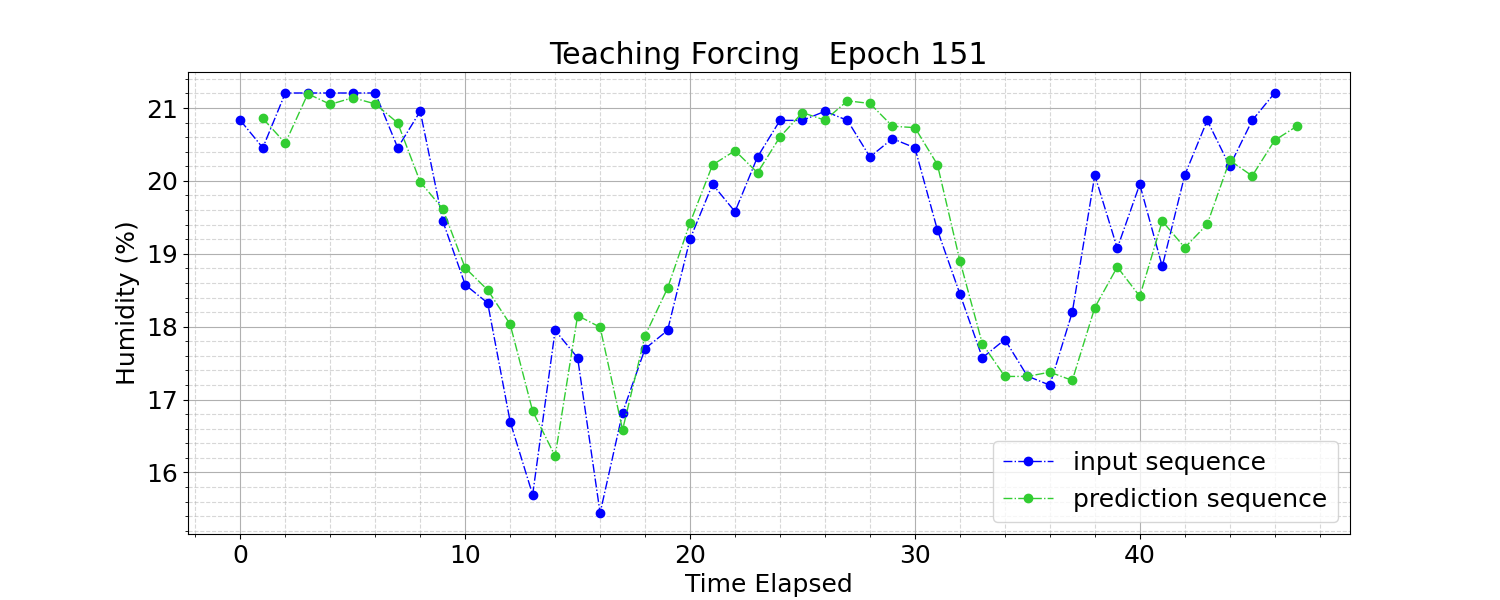 Teaching Forcing   Epoch 151
Humidity (%)
21
20
19
18
17
16
input sequence
prediction sequence
0 10 20 30 40
Time Elapsed